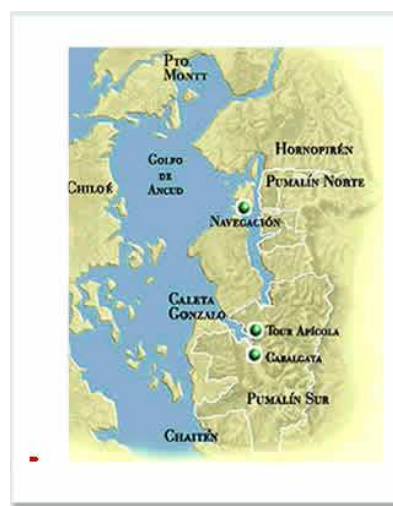 PTO
MONTT
HORNOPIRÉN
GOLFO
DE
ANCUD
CHILOÉ
PUMALÍN NORTE
NAVEGACIÓN
CALETA
GONZALO
TOUR APÍCOLA
CABALGATA
PUMALÍN SUR
CHAITÉN